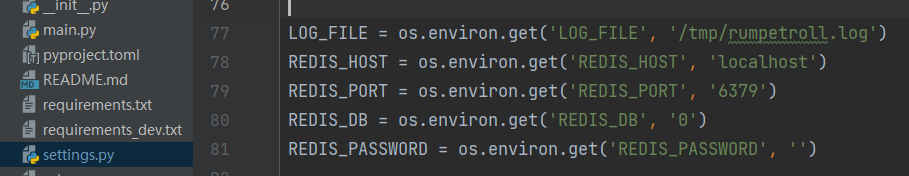 __init__.py
main.py
pyproject.toml
README.md
requirements.txt
requirements_dev.txt
settings.py
76
77 LOG_FILE = os.environ.get('LOG_FILE', '/tmp/rumpetroll.log')
78 REDIS_HOST = os.environ.get('REDIS_HOST', 'localhost')
79 REDIS_PORT = os.environ.get('REDIS_PORT', '6379')
80 REDIS_DB = os.environ.get('REDIS_DB', '0')
81 REDIS_PASSWORD = os.environ.get('REDIS_PASSWORD', '')